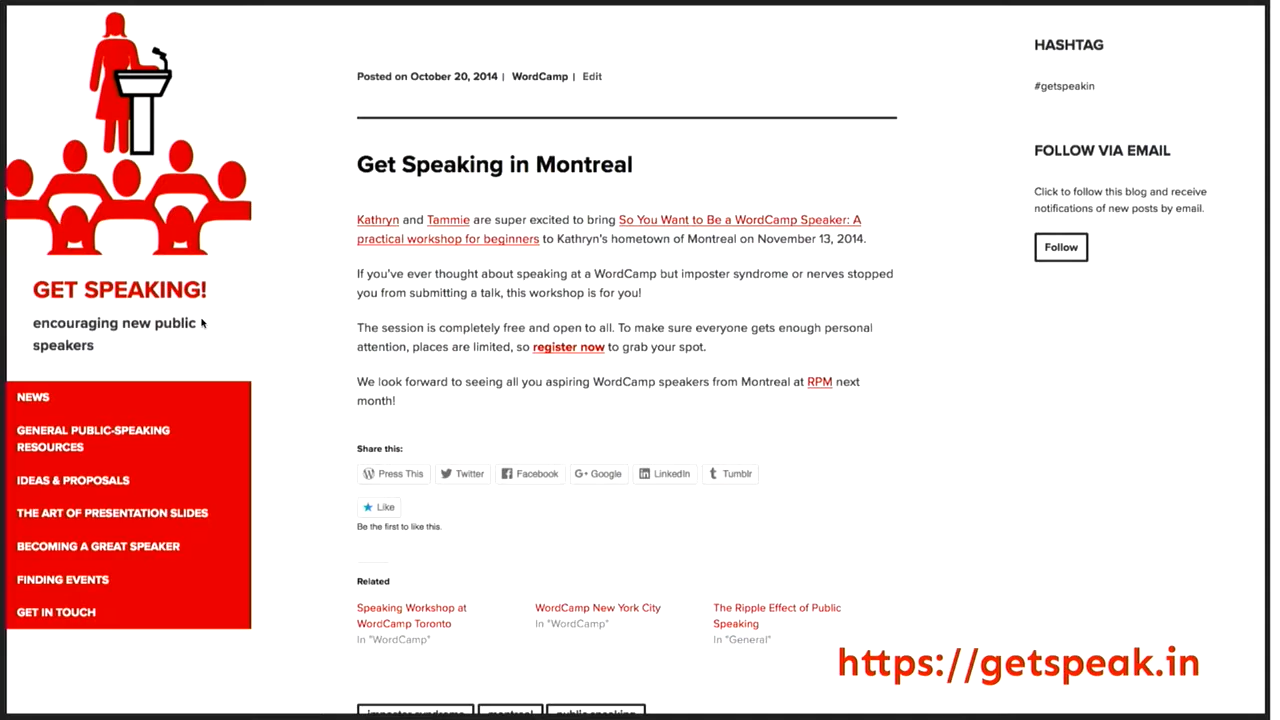 GET SPEAKING!
encouraging new public
speakers
NEWS
GENERAL PUBLIC-SPEAKING
RESOURCES
IDEAS & PROPOSALS
THE ART OF PRESENTATION SLIDES
BECOMING A GREAT SPEAKER
FINDING EVENTS
GET IN TOUCH
Posted on October 20, 2014 | WordCamp | Edit
Get Speaking in Montreal
Kathryn and Tammie are super excited to bring So You Want to Be a WordCamp Speaker: A
practical workshop for beginners to Kathryn's hometown of Montreal on November 13, 2014.
If you've ever thought about speaking at a WordCamp but imposter syndrome or nerves stopped
you from submitting a talk, this workshop is for you!
The session is completely free and open to all. To make sure everyone gets enough personal
attention, places are limited, so register now to grab your spot.
We look forward to seeing all you aspiring WordCamp speakers from Montreal at RPM next
month!
Share this:
Press This Twitter Facebook G+ Google LinkedIn Tumblr
Like
Be the first to like this.
Related
Speaking Workshop at
WordCamp Toronto
In "WordCamp"
WordCamp New York City
In "WordCamp"
The Ripple Effect of Public
Speaking
In "General"
imposter syndrome montreal public speaking
HASHTAG
#getspeakin
FOLLOW VIA EMAIL
Click to follow this blog and receive
notifications of new posts by email.
Follow
https://getspeak.in